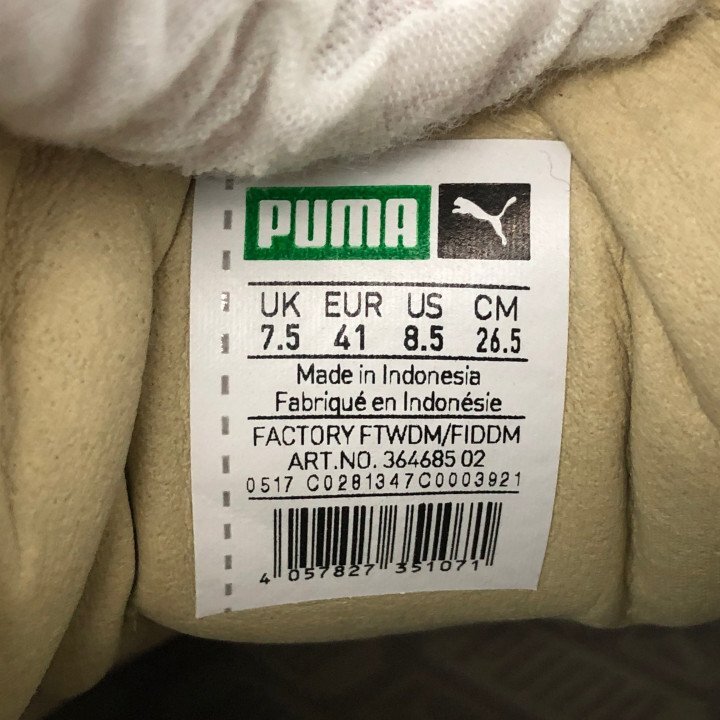 PUMA
UK EUR US CM
7.5 41 8.5 26.5
Made in Indonesia
Fabriqué en Indonésie
FACTORY FTWDM/FIDDM
ART.NO. 364685 02
0517 C0281347C0003921
4 057827 351071